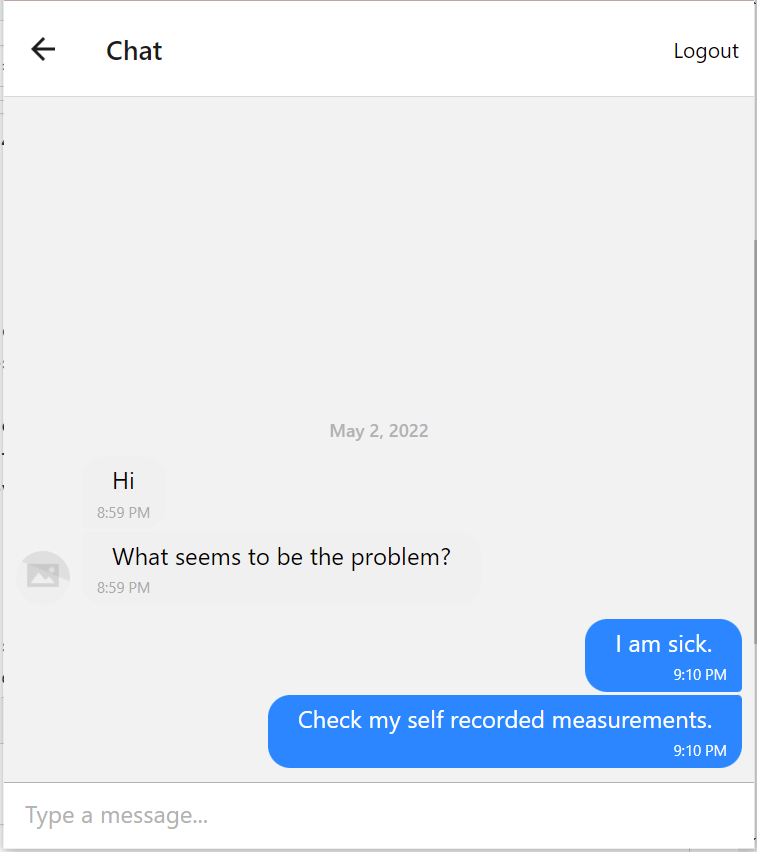 Chat
Logout
May 2, 2022
Hi
8:59 PM
What seems to be the problem?
8:59 PM
I am sick.
9:10 PM
Check my self recorded measurements.
9:10 PM
Type a message...